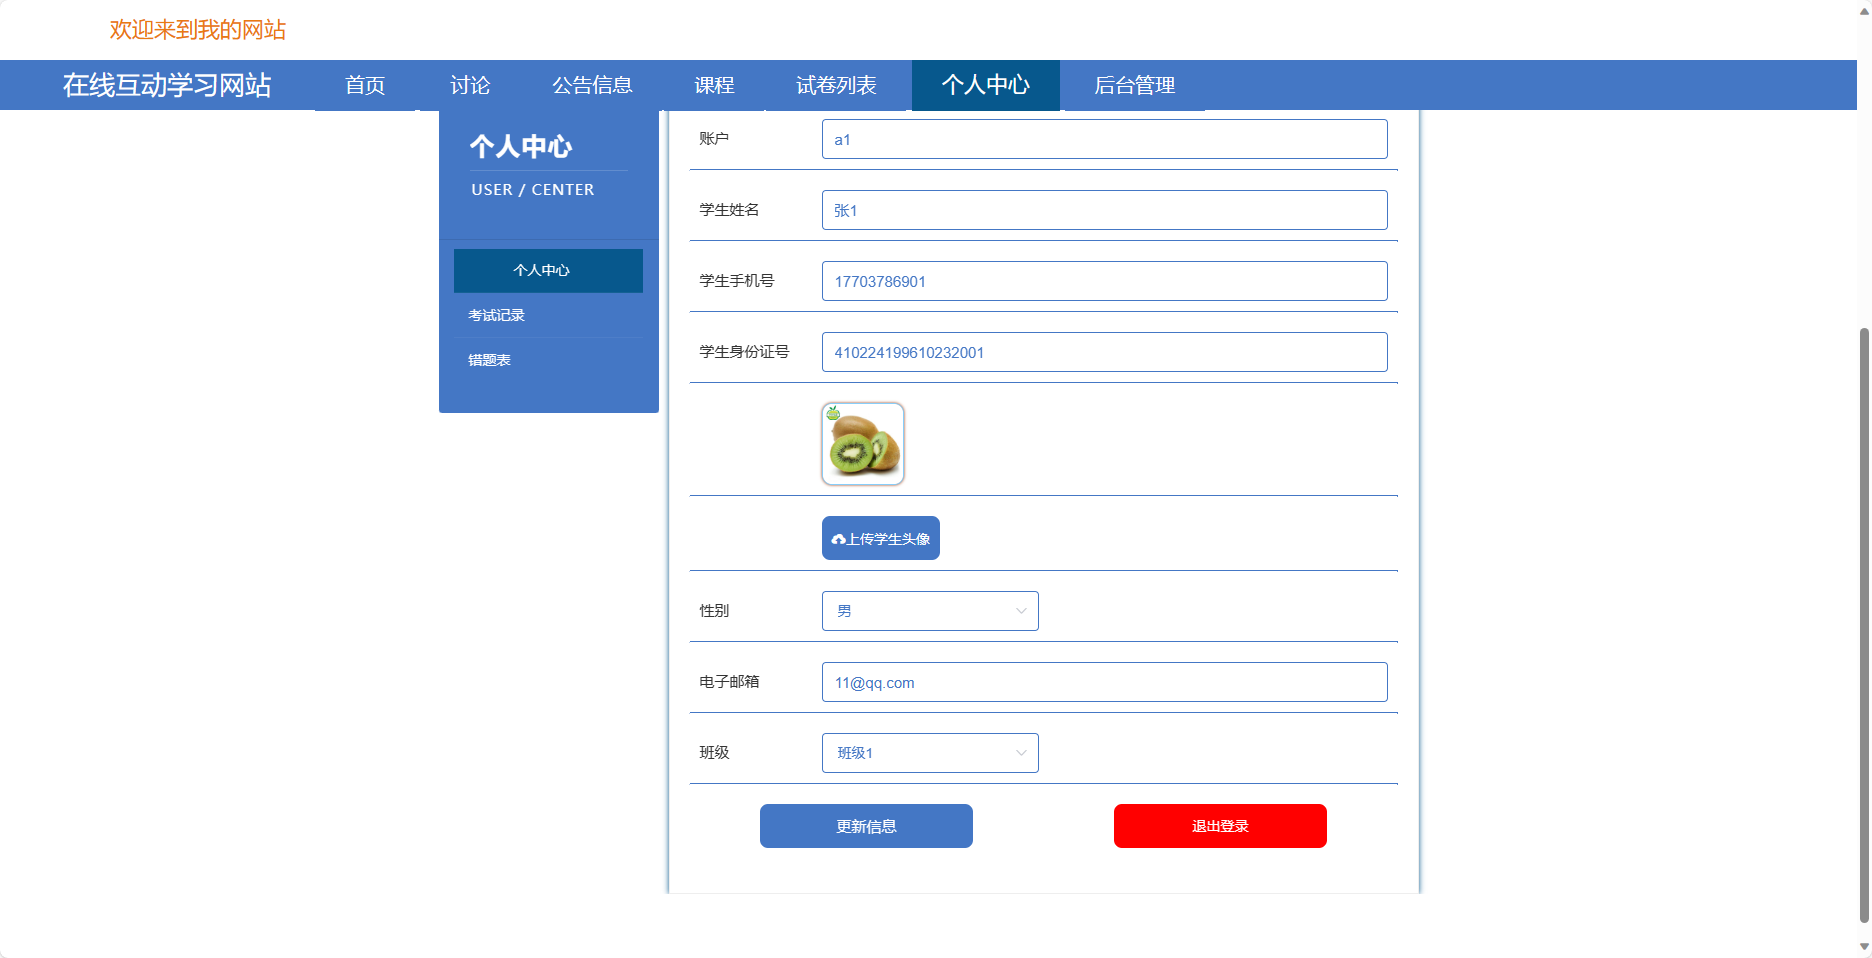 欢迎来到我的网站
在线互动学习网站 首页 讨论 公告信息 课程 试卷列表 个人中心 后台管理
个人中心
USER / CENTER
个人中心
考试记录
错题表
账户 a1
学生姓名 张1
学生手机号 17703786901
学生身份证号 410224199610232001
上传学生头像
性别 男
电子邮箱 11@qq.com
班级 班级1
更新信息 退出登录